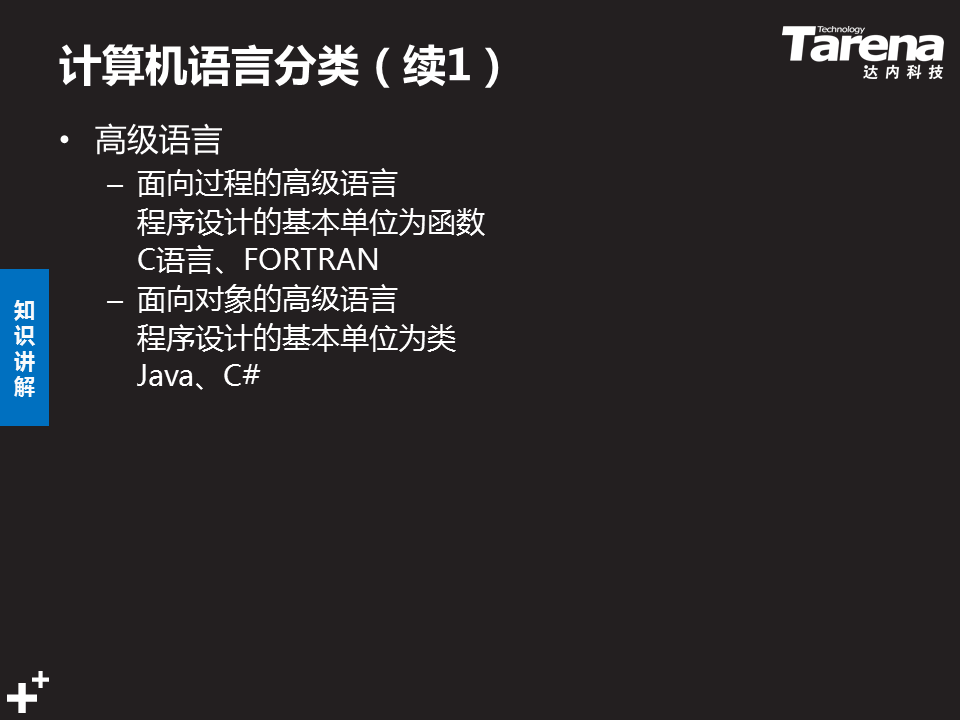 计算机语言分类（续1）
Technology
Tarena
达内科技
• 高级语言
– 面向过程的高级语言
程序设计的基本单位为函数
C语言、FORTRAN
– 面向对象的高级语言
程序设计的基本单位为类
Java、C#
知
识
讲
解